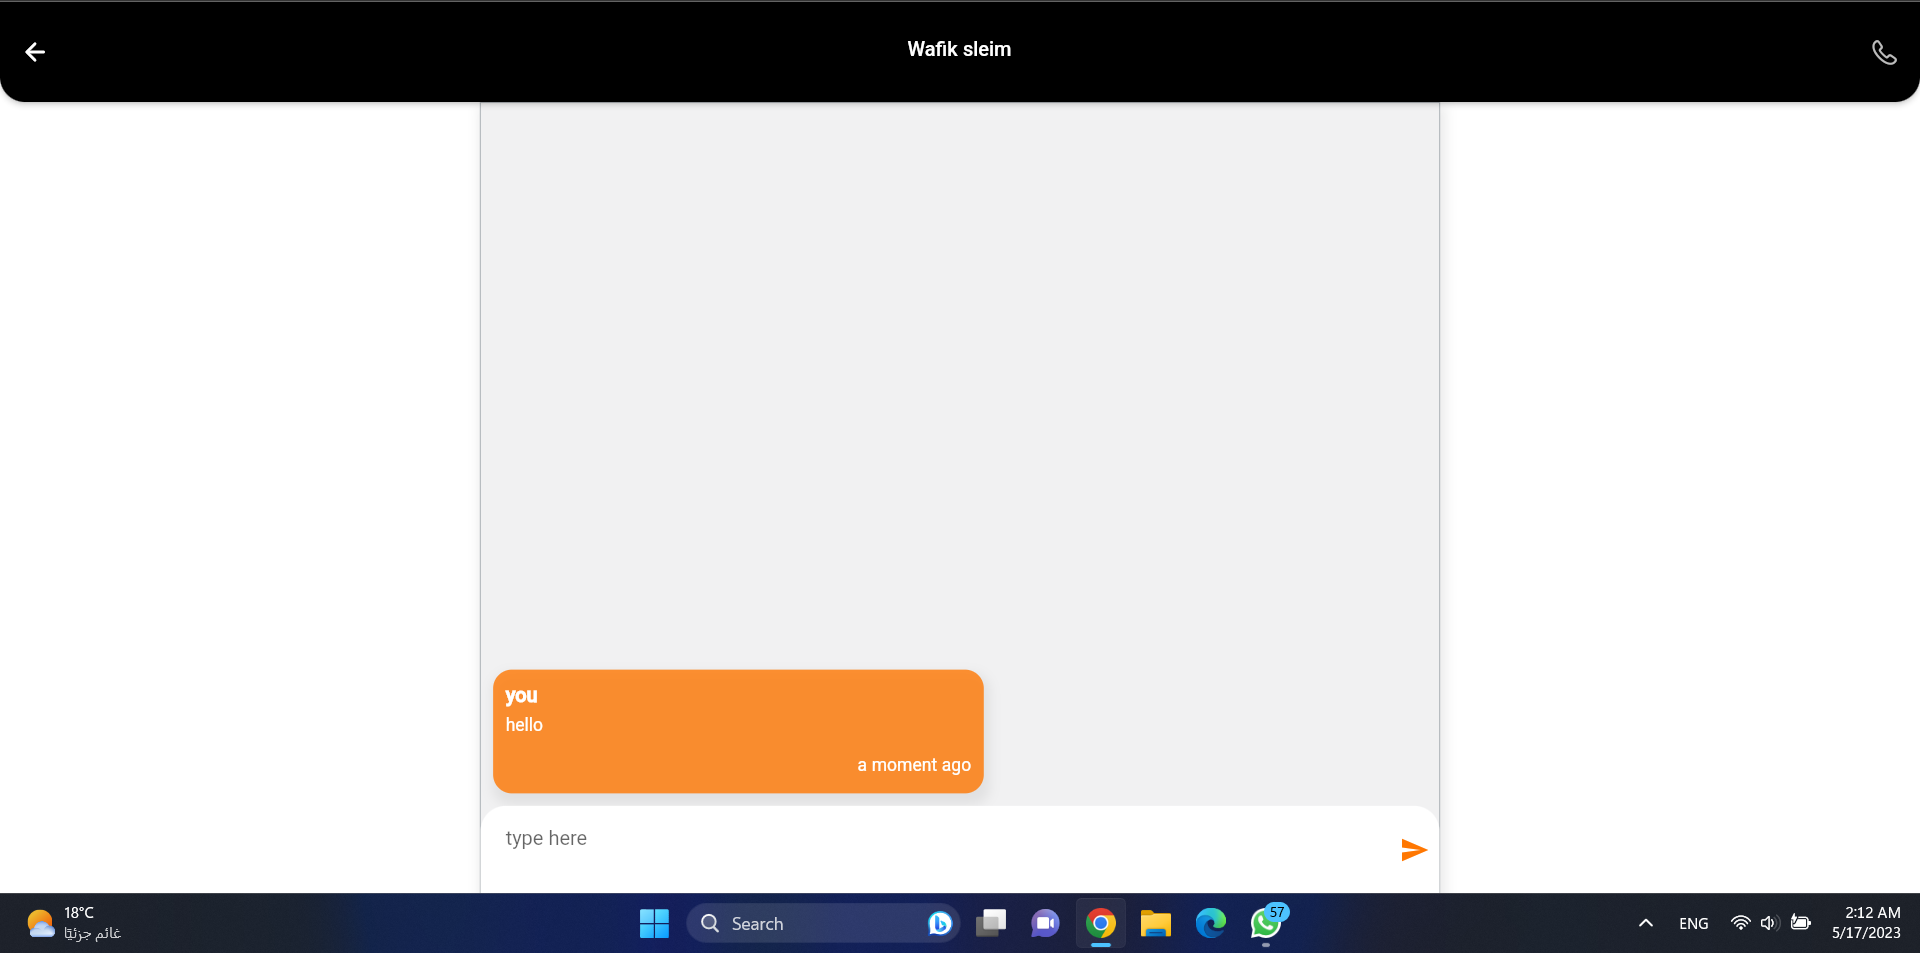 Wafik sleim
you
hello
a moment ago
type here
18°C
غائم جزئيًا
Search
57
ENG
2:12 AM
5/17/2023